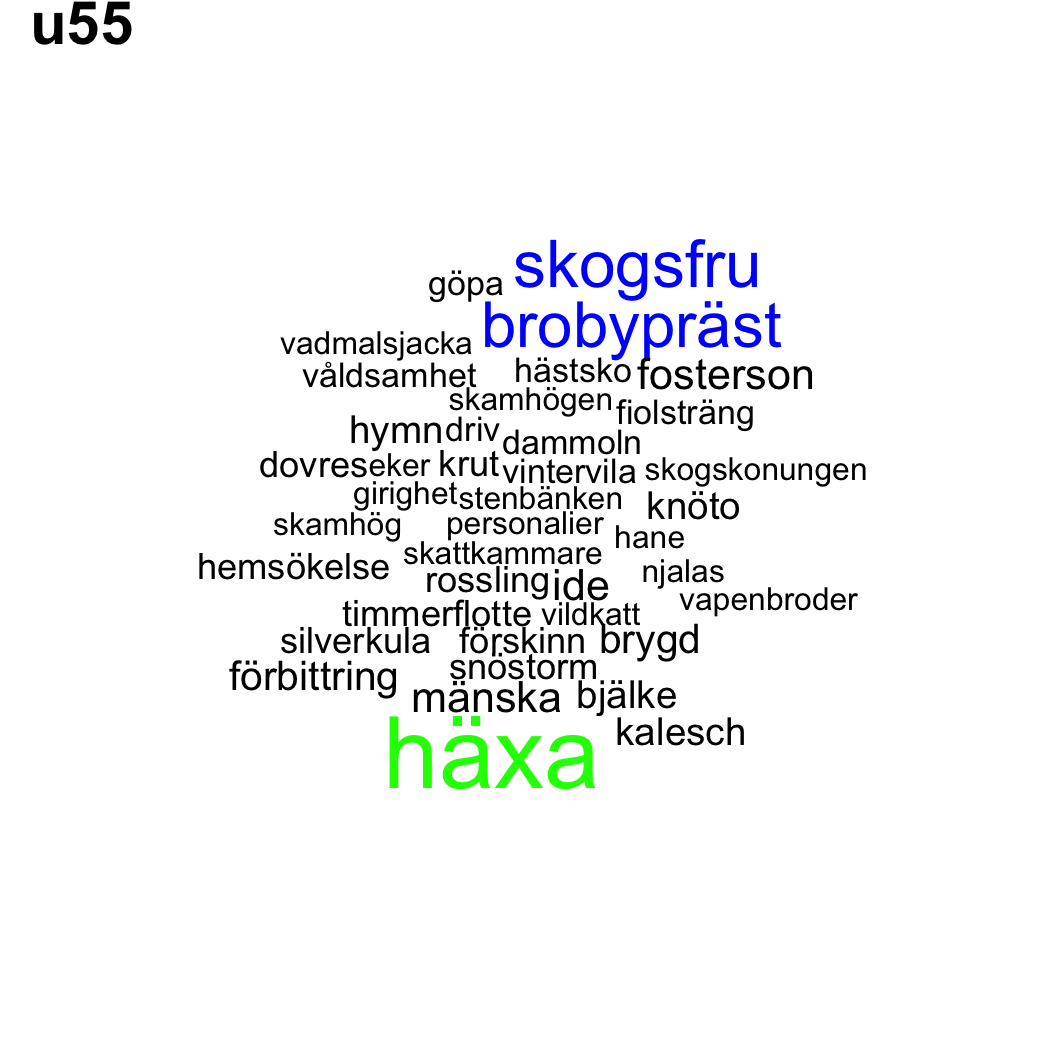 u55
skogsfru
göpa
brobypräst
vadmalsjacka
våldsamhet hästsko fosterson
skamhögen fiolsträng
hymn driv dammoln
dovre seker krut vintervila skogskonungen
girighet stenbänken knöto
skamhög personalier hane
hemsökelse skattkammare njalas
rossling ide vapenbroder
timmerflotte vildkatt
silverkula förskinn brygd
förbittring snöstorm
mänska bjälke
häxa kalesch